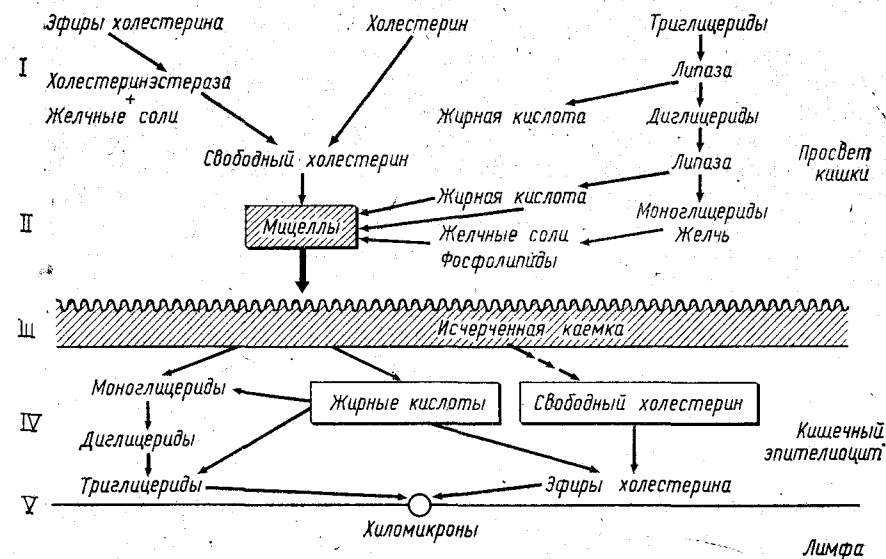 Эфиры холестерина
Холестерин
Триглицериды
I
Липаза
Холестеринэстераза
+
Желчные соли
Жирная кислота
Диглицериды
Свободный холестерин
Липаза
Просвет
кишки
Жирная кислота
II
Мицеллы
Моноглицериды
Желчь
Желчные соли
Фосфолипиды
III
Исчерченная каемка
Моноглицериды
Жирные кислоты
Свободный холестерин
IV
Диглицериды
Кищечный
эпителиоцит
Триглицериды
Эфиры холестерина
V
Хиломикроны
Лимфа